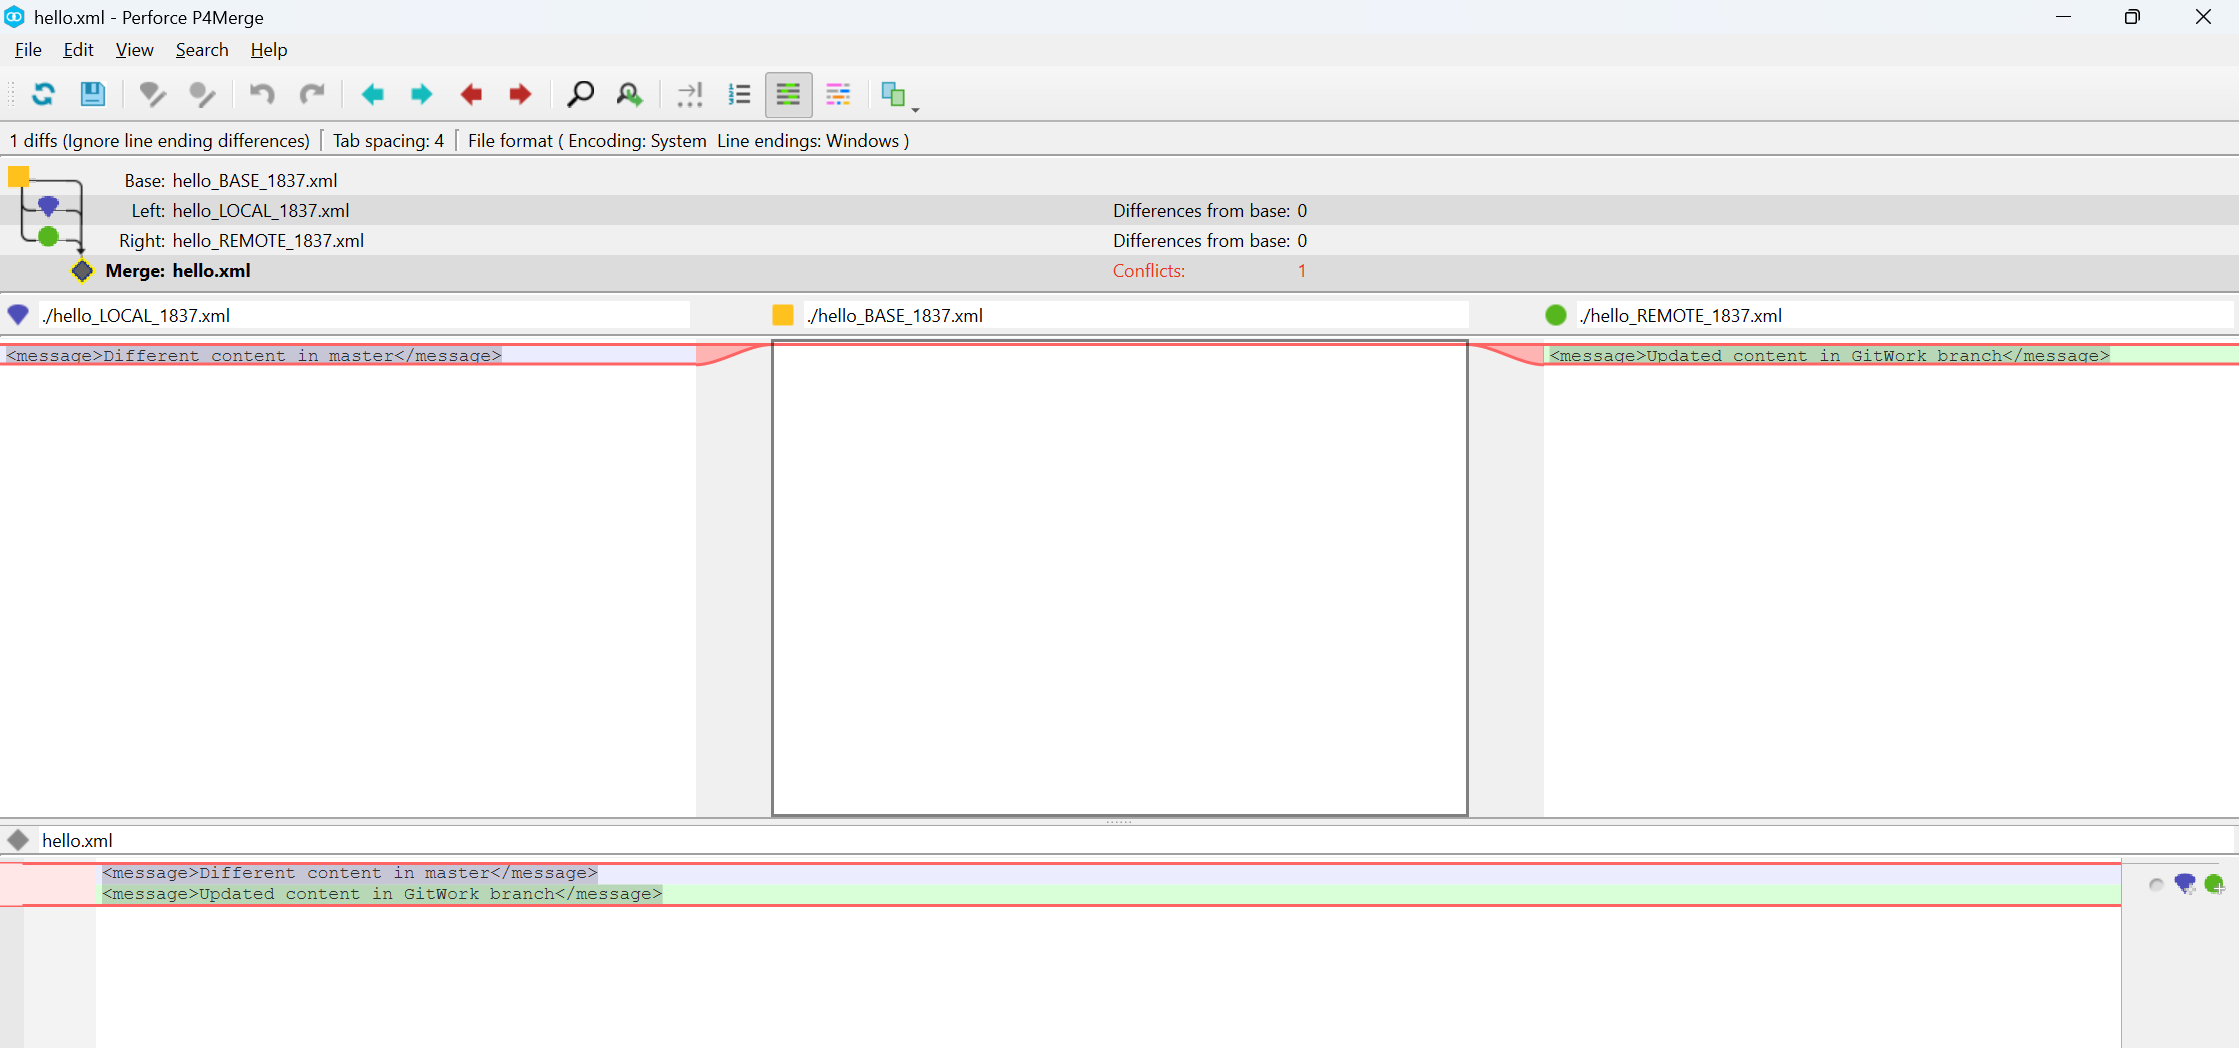 hello.xml - Perforce P4Merge
File Edit View Search Help
1 diffs (Ignore line ending differences) Tab spacing: 4 File format ( Encoding: System Line endings: Windows )
Base: hello_BASE_1837.xml
Left: hello_LOCAL_1837.xml Differences from base: 0
Right: hello_REMOTE_1837.xml Differences from base: 0
Merge: hello.xml Conflicts: 1
./hello_LOCAL_1837.xml ./hello_BASE_1837.xml ./hello_REMOTE_1837.xml
<message>Different content in master</message> <message>Updated content in GitWork branch</message>
hello.xml
<message>Different content in master</message>
<message>Updated content in GitWork branch</message>